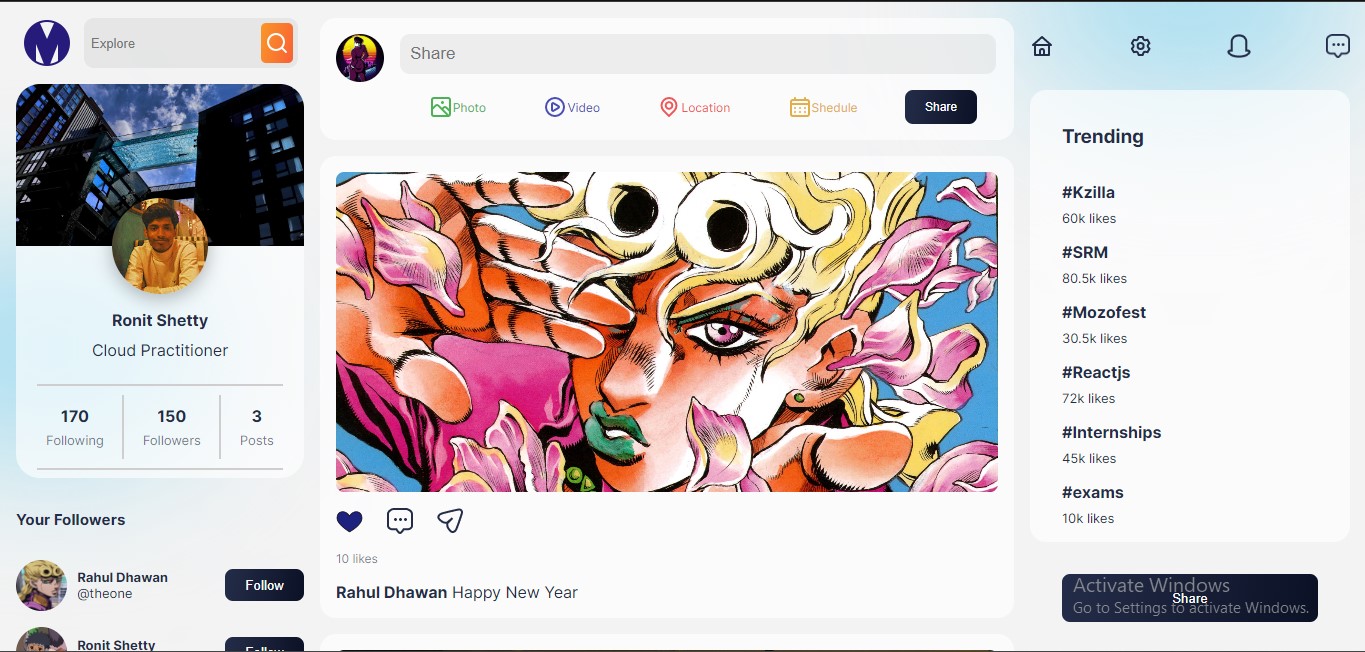 Explore
Share
Photo
Video
Location
Shedule
Share
Ronit Shetty
Cloud Practitioner
170
Following
150
Followers
3
Posts
Your Followers
Rahul Dhawan
@theone
Follow
Ronit Shetty
Follow
10 likes
Rahul Dhawan Happy New Year
Trending
#Kzilla
60k likes
#SRM
80.5k likes
#Mozofest
30.5k likes
#Reactjs
72k likes
#Internships
45k likes
#exams
10k likes
Share
Activate Windows
Go to Settings to activate Windows.